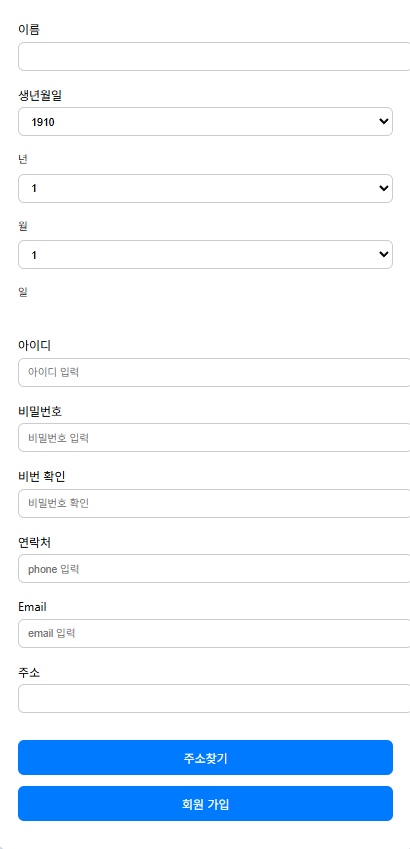 이름
생년월일
1910
년
1
월
1
일
아이디
아이디 입력
비밀번호
비밀번호 입력
비번 확인
비밀번호 확인
연락처
phone 입력
Email
email 입력
주소
주소찾기
회원 가입